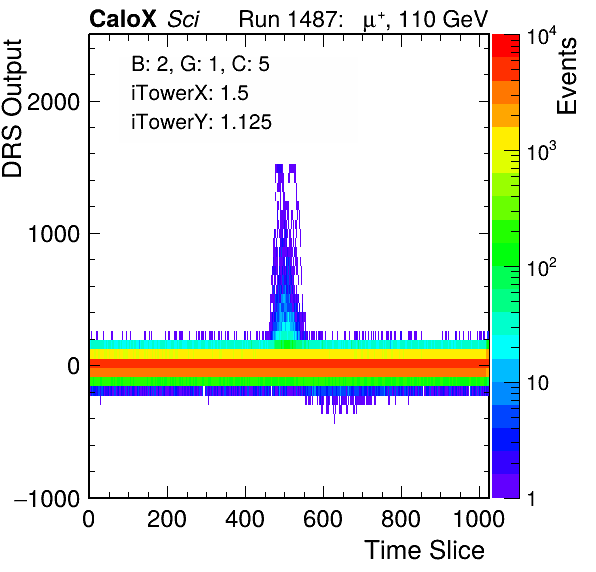 CaloX Sci Run 1487: μ⁺, 110 GeV
B: 2, G: 1, C: 5
iTowerX: 1.5
iTowerY: 1.125
DRS Output
2000
1000
0
−1000
0 200 400 600 800 1000
Time Slice
Events
10⁴
10³
10²
10
1